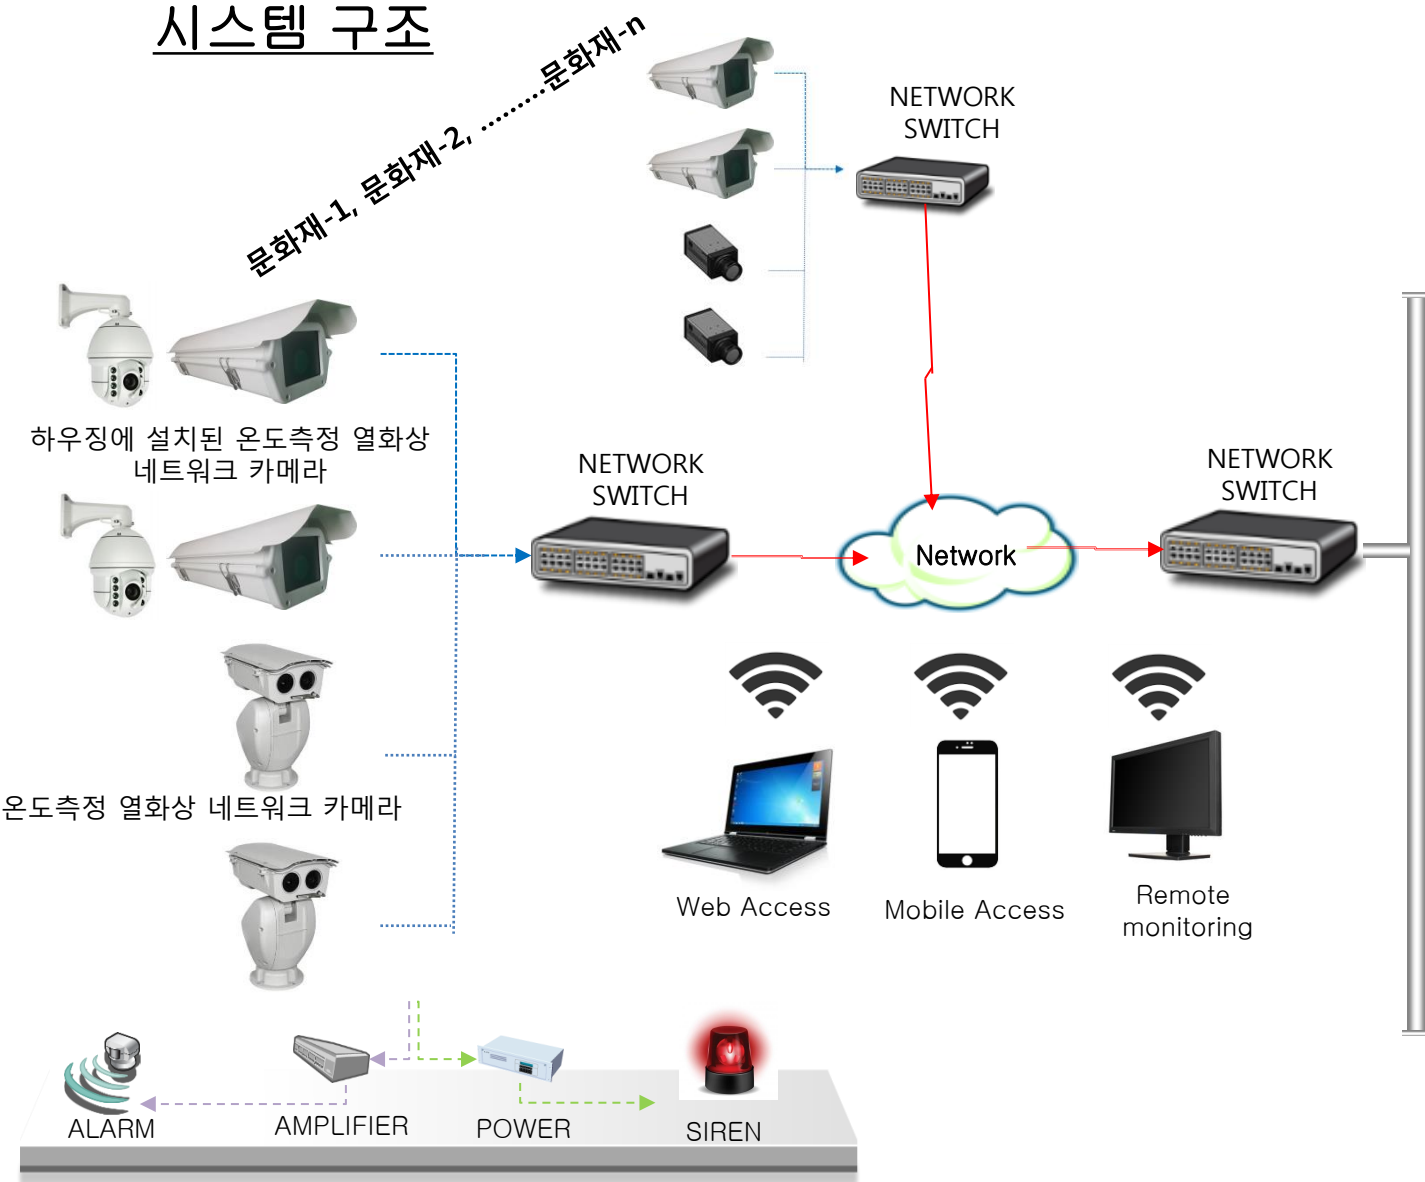 시스템 구조
문화재-1, 문화재-2, .........문화재-n
NETWORK
SWITCH
하우징에 설치된 온도측정 열화상
네트워크 카메라
NETWORK
SWITCH
NETWORK
SWITCH
Network
온도측정 열화상 네트워크 카메라
Web Access
Mobile Access
Remote
monitoring
ALARM
AMPLIFIER
POWER
SIREN